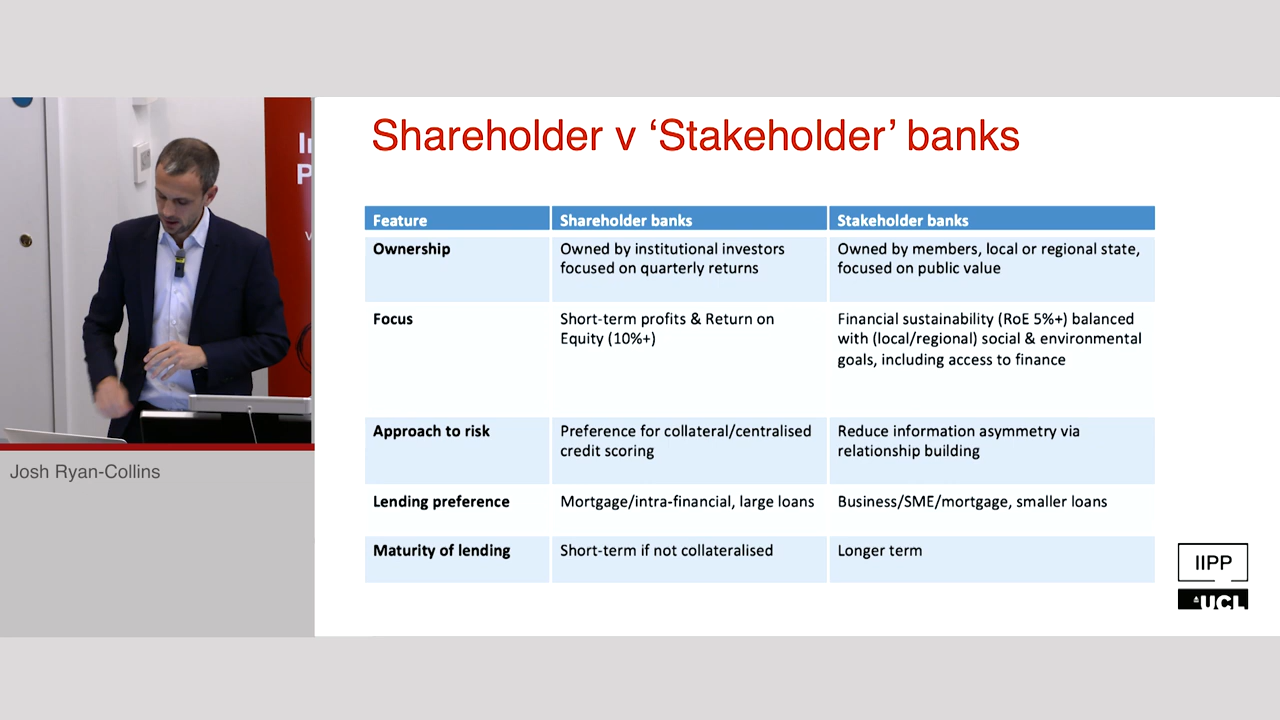 Shareholder v ‘Stakeholder’ banks
Feature
Shareholder banks
Stakeholder banks
Ownership
Owned by institutional investors
focused on quarterly returns
Owned by members, local or regional state,
focused on public value
Focus
Short-term profits & Return on
Equity (10%+)
Financial sustainability (RoE 5%+) balanced
with (local/regional) social & environmental
goals, including access to finance
Approach to risk
Preference for collateral/centralised
credit scoring
Reduce information asymmetry via
relationship building
Lending preference
Mortgage/intra-financial, large loans
Business/SME/mortgage, smaller loans
Maturity of lending
Short-term if not collateralised
Longer term
Josh Ryan-Collins
IIPP
UCL